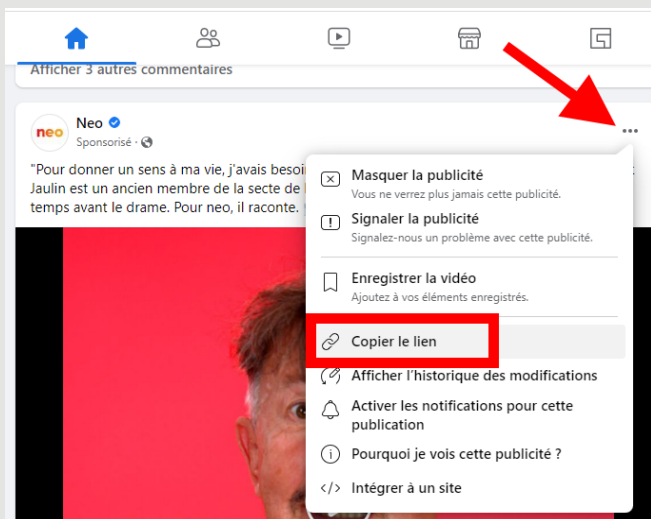 Afficher 3 autres commentaires
neo
Neo
Sponsorisé ·
"Pour donner un sens à ma vie, j'avais
Jaulin est un ancien membre de la secte de
temps avant le drame. Pour neo, il raconte.
Masquer la publicité
Vous ne verrez plus jamais cette publicité.
Signaler la publicité
Signalez-nous un problème avec cette publicité.
Enregistrer la vidéo
Ajoutez à vos éléments enregistrés.
Copier le lien
Afficher l'historique des modifications
Activer les notifications pour cette
publication
Pourquoi je vois cette publicité ?
</> Intégrer à un site